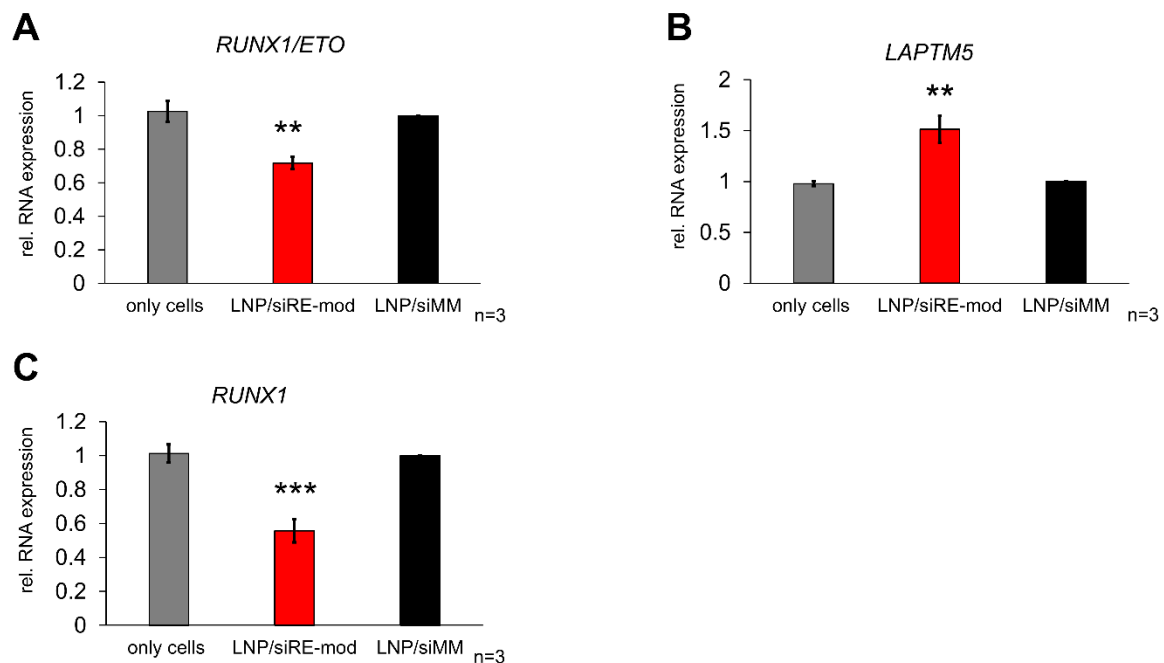 A
RUNX1/ETO
rel. RNA expression
1.2
1
0.8
0.6
0.4
0.2
0
**
only cells LNP/siRE-mod LNP/siMM n=3
B
LAPTM5
rel. RNA expression
2
1.5
1
0.5
0
**
only cells LNP/siRE-mod LNP/siMM n=3
C
RUNX1
rel. RNA expression
1.2
1
0.8
0.6
0.4
0.2
0
***
only cells LNP/siRE-mod LNP/siMM n=3